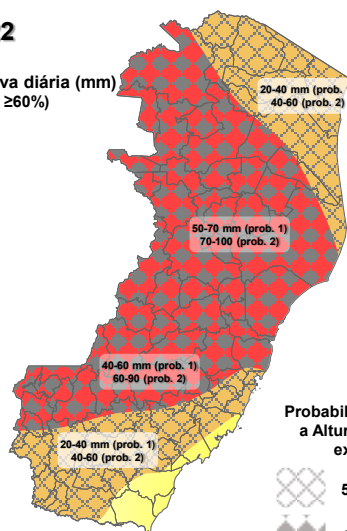 2
va diária (mm)
≥60%)
20-40 mm (prob. 1)
40-60 (prob. 2)
50-70 mm (prob. 1)
70-100 (prob. 2)
40-60 mm (prob. 1)
60-90 (prob. 2)
20-40 mm (prob. 1)
40-60 (prob. 2)
Probabil
a Altur
ex
5